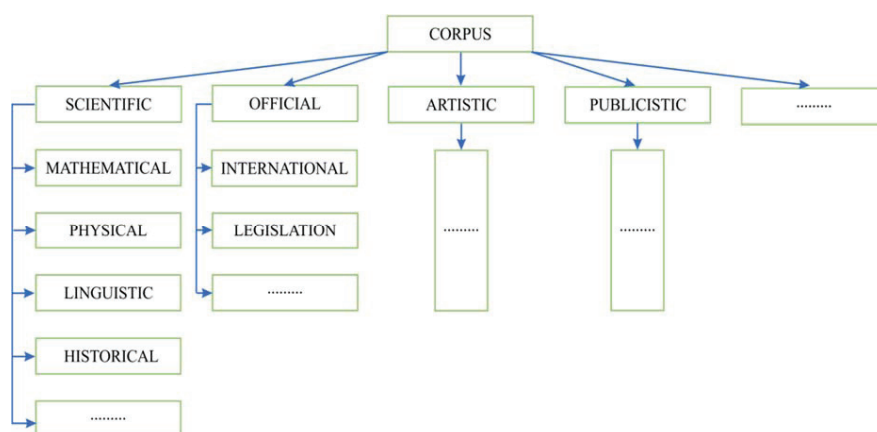 CORPUS
SCIENTIFIC
OFFICIAL
ARTISTIC
PUBLICISTIC
.........
MATHEMATICAL
INTERNATIONAL
.........
.........
PHYSICAL
LEGISLATION
LINGUISTIC
.........
HISTORICAL
.........